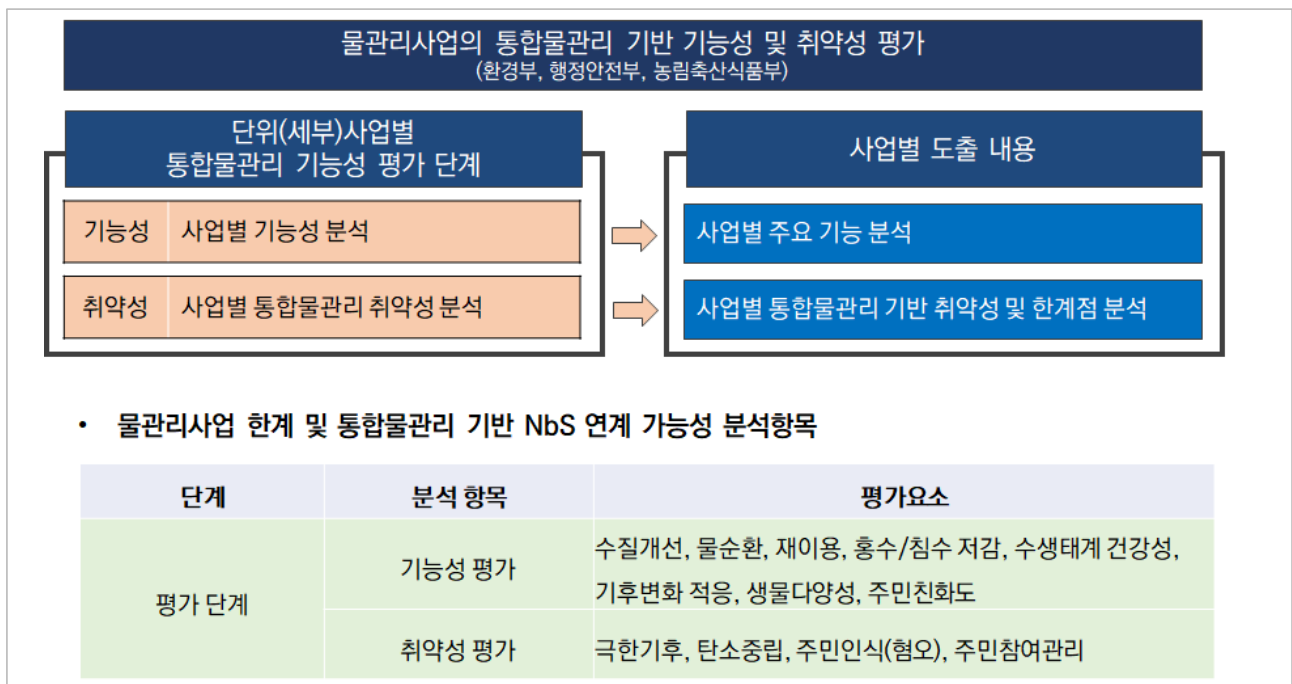 물관리사업의 통합물관리 기반 기능성 및 취약성 평가
(환경부, 행정안전부, 농림축산식품부)
단위(세부)사업별
통합물관리 기능성 평가 단계
사업별 도출 내용
기능성 사업별 기능성 분석
사업별 주요 기능 분석
취약성 사업별 통합물관리 취약성 분석
사업별 통합물관리 기반 취약성 및 한계점 분석
• 물관리사업 한계 및 통합물관리 기반 NbS 연계 가능성 분석항목
단계 분석 항목 평가요소
평가 단계
기능성 평가
수질개선, 물순환, 재이용, 홍수/침수 저감, 수생태계 건강성,
기후변화 적응, 생물다양성, 주민친화도
취약성 평가
극한기후, 탄소중립, 주민인식(혐오), 주민참여관리